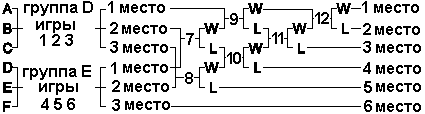 A группа D 1 место 9 W 12 W 1 место
B игры 2 место 7 W L 11 W L 2 место
C 1 2 3 3 место L 10 W L 3 место
D группа E 1 место 8 W L 4 место
E игры 2 место L 5 место
F 4 5 6 3 место 6 место